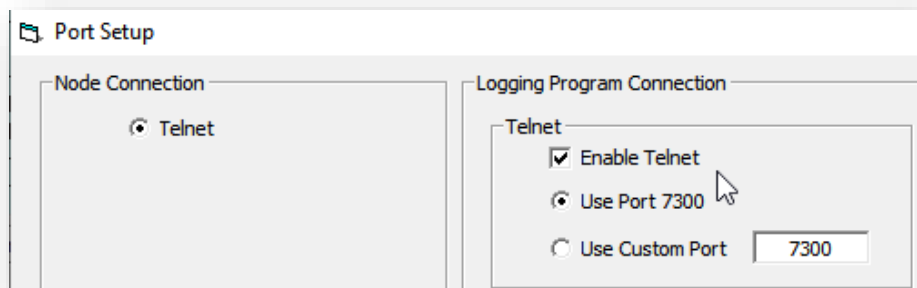 Port Setup
Node Connection
Telnet
Logging Program Connection
Telnet
Enable Telnet
Use Port 7300
Use Custom Port 7300